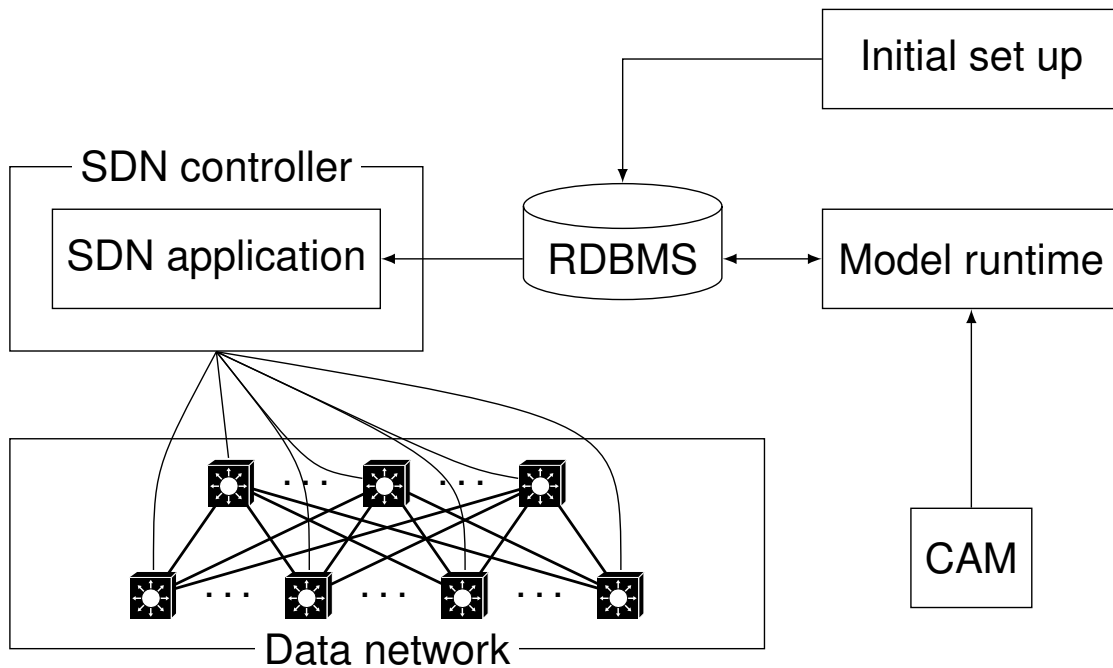 Initial set up
SDN controller
SDN application
RDBMS
Model runtime
. . .
. . .
CAM
. . .
. . .
. . .
Data network